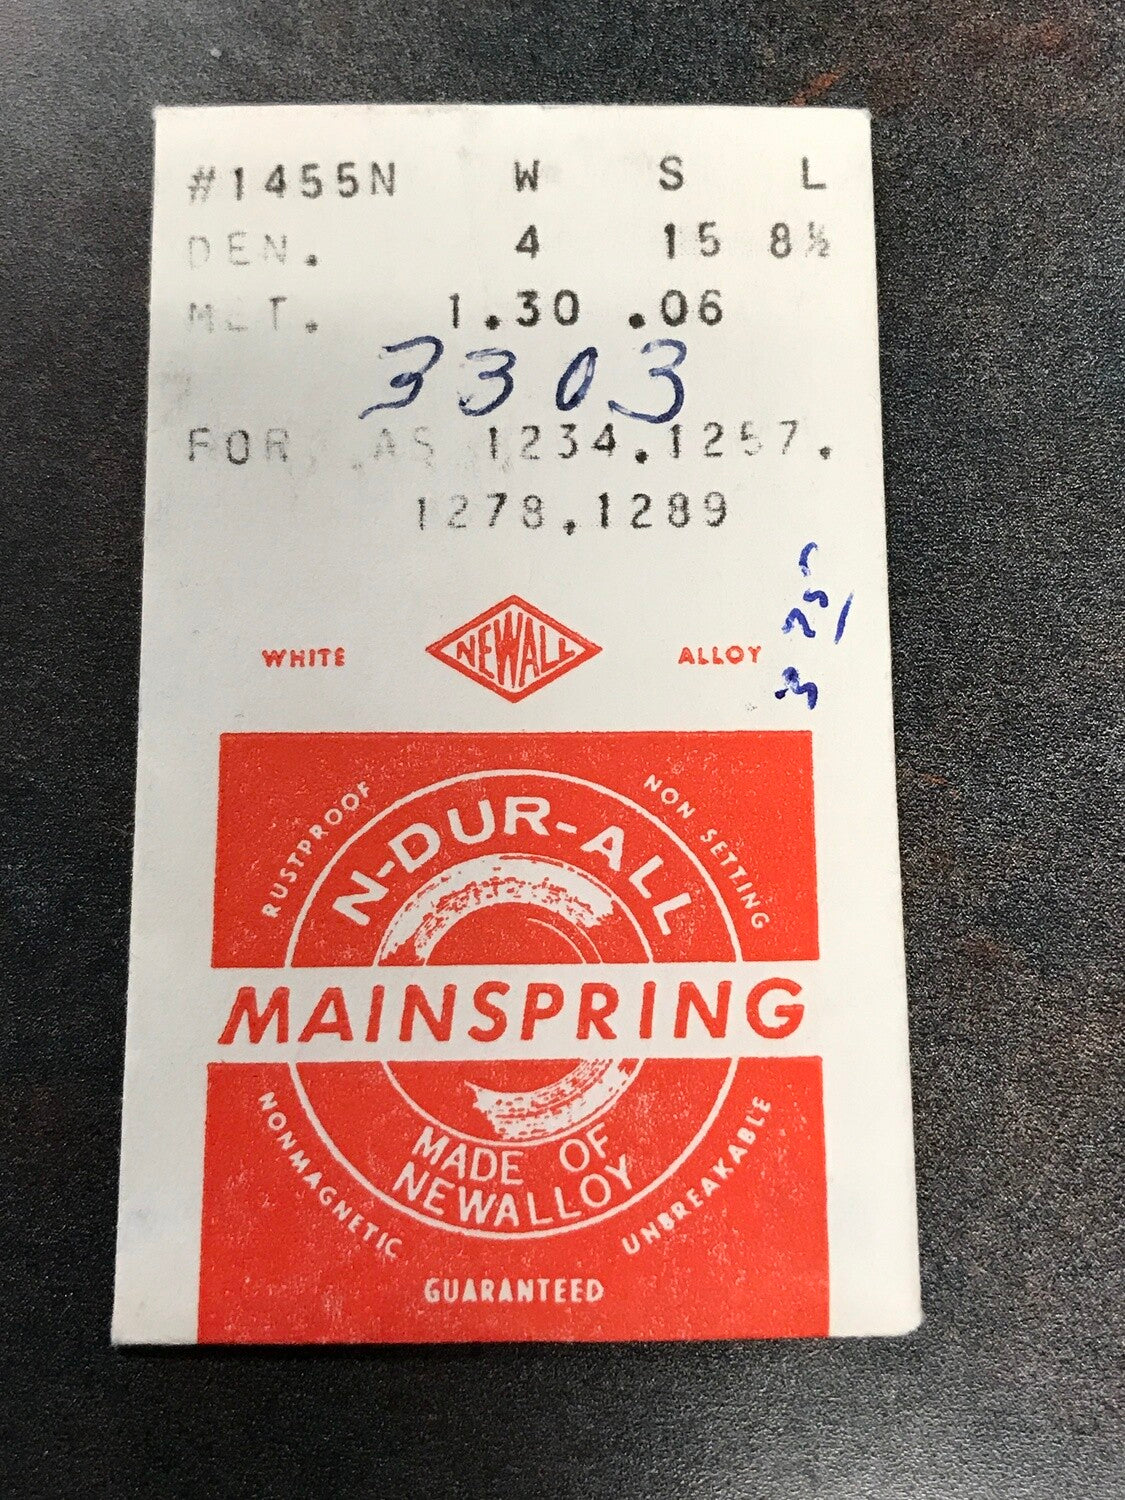 #1455N W S L
DEN. 4 15 8½
MET. 1.30 .06
3303
FOR AS 1234.1257.
1278,1289
WHITE NEWALL ALLOY
RUSTPROOF
NON SETTING
N-DUR-ALL
MAINSPRING
MADE OF
NEWALLOY
NONMAGNETIC
UNBREAKABLE
GUARANTEED